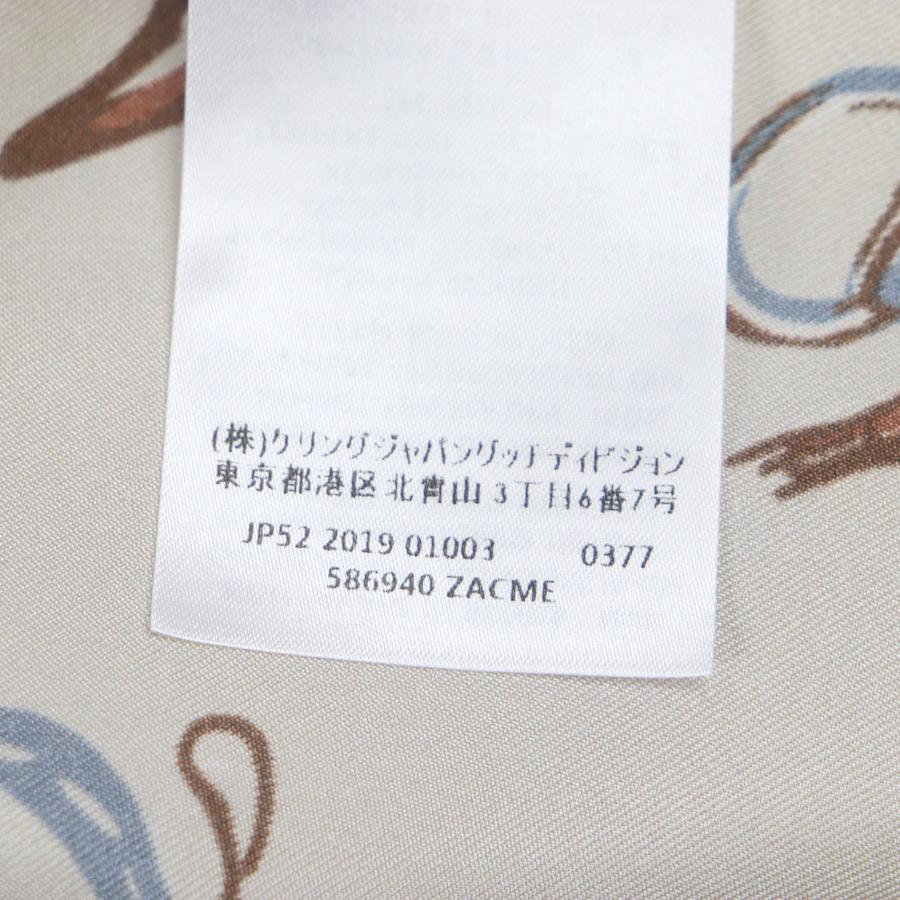 (株)ケリングジャパングッチディビジョン
東京都港区北青山3丁目6番7号
JP52 2019 01003 0377
586940 ZACME